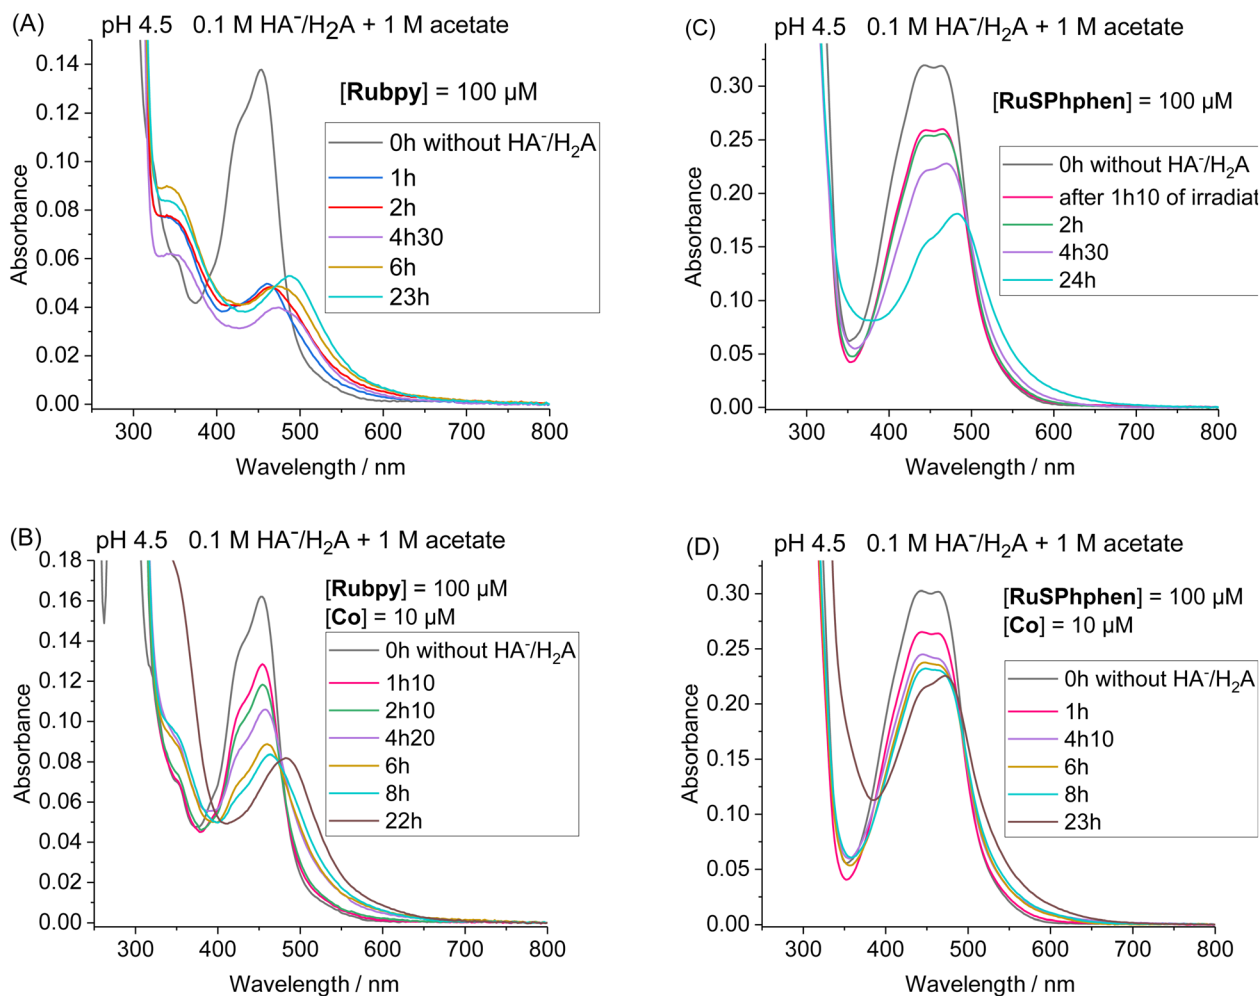 (A)
pH 4.5 0.1 M HA⁻/H₂A + 1 M acetate
[Rubpy] = 100 µM
0h without HA⁻/H₂A
1h
2h
4h30
6h
23h
Absorbance
0.14
0.12
0.10
0.08
0.06
0.04
0.02
0.00
300 400 500 600 700 800
Wavelength / nm
(C)
pH 4.5 0.1 M HA⁻/H₂A + 1 M acetate
[RuSPhphen] = 100 µM
0h without HA⁻/H₂A
after 1h10 of irradiat
2h
4h30
24h
Absorbance
0.30
0.25
0.20
0.15
0.10
0.05
0.00
300 400 500 600 700 800
Wavelength / nm
(B)
pH 4.5 0.1 M HA⁻/H₂A + 1 M acetate
[Rubpy] = 100 µM
[Co] = 10 µM
0h without HA⁻/H₂A
1h10
2h10
4h20
6h
8h
22h
Absorbance
0.18
0.16
0.14
0.12
0.10
0.08
0.06
0.04
0.02
0.00
300 400 500 600 700 800
Wavelength / nm
(D)
pH 4.5 0.1 M HA⁻/H₂A + 1 M acetate
[RuSPhphen] = 100 µM
[Co] = 10 µM
0h without HA⁻/H₂A
1h
4h10
6h
8h
23h
Absorbance
0.30
0.25
0.20
0.15
0.10
0.05
0.00
300 400 500 600 700 800
Wavelength / nm